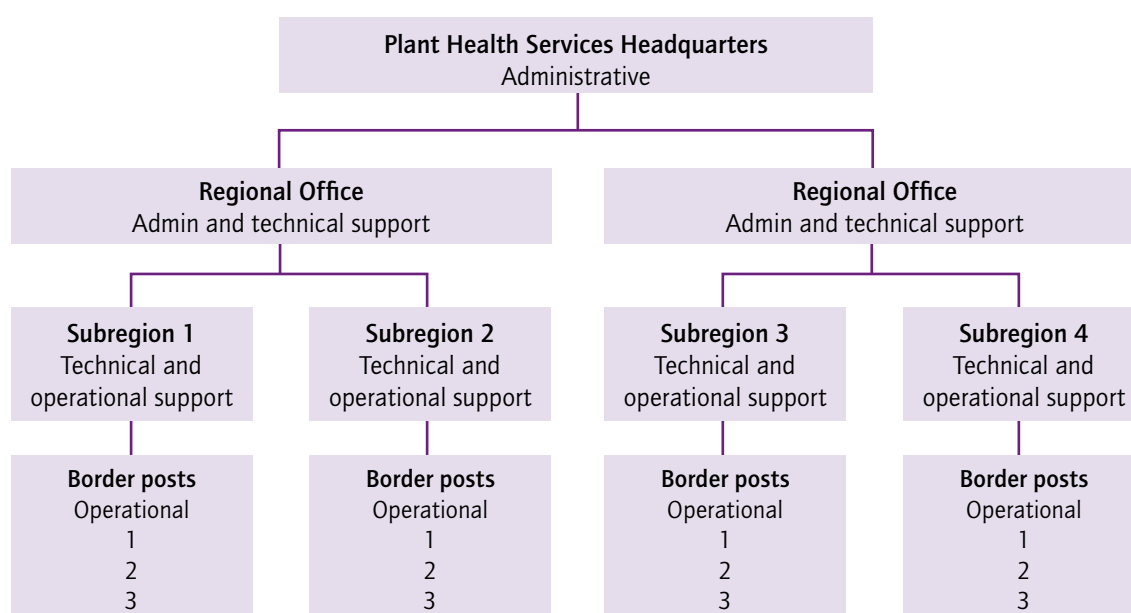 Plant Health Services Headquarters
Administrative
Regional Office
Admin and technical support
Regional Office
Admin and technical support
Subregion 1
Technical and
operational support
Subregion 2
Technical and
operational support
Subregion 3
Technical and
operational support
Subregion 4
Technical and
operational support
Border posts
Operational
1
2
3
Border posts
Operational
1
2
3
Border posts
Operational
1
2
3
Border posts
Operational
1
2
3